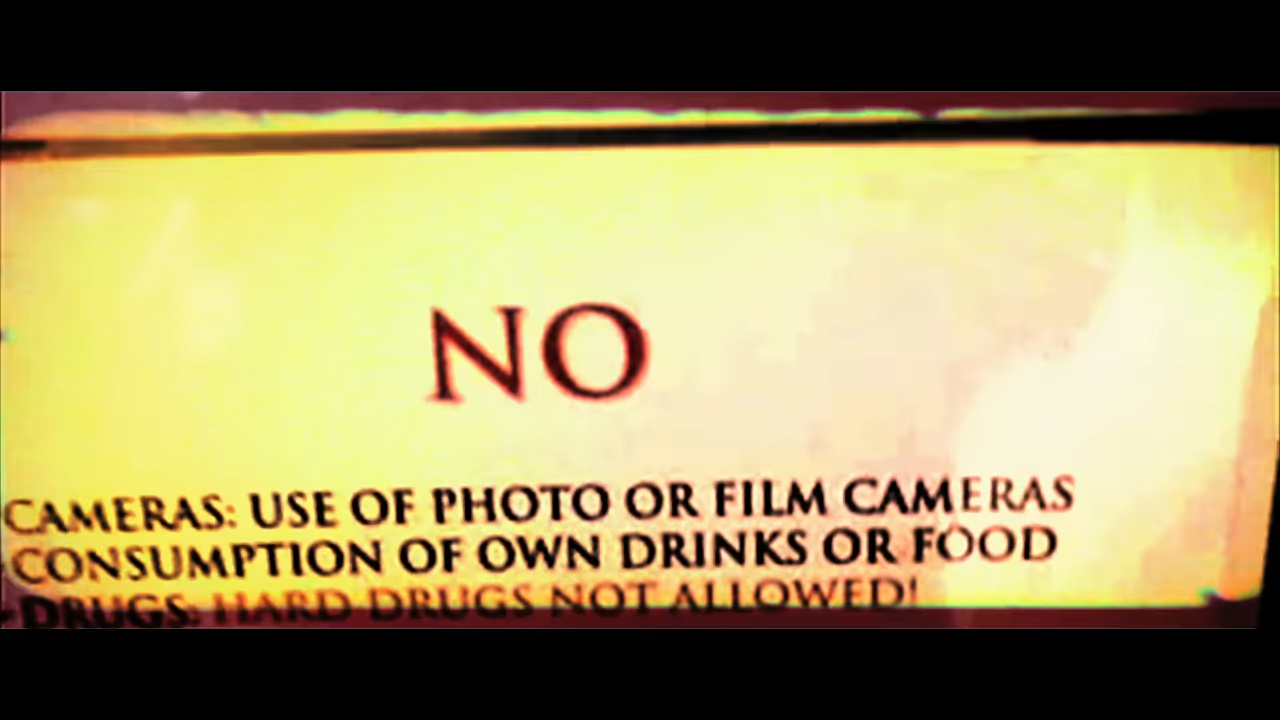 NO
CAMERAS: USE OF PHOTO OR FILM CAMERAS
CONSUMPTION OF OWN DRINKS OR FOOD
DRUGS: HARD DRUGS NOT ALLOWED!